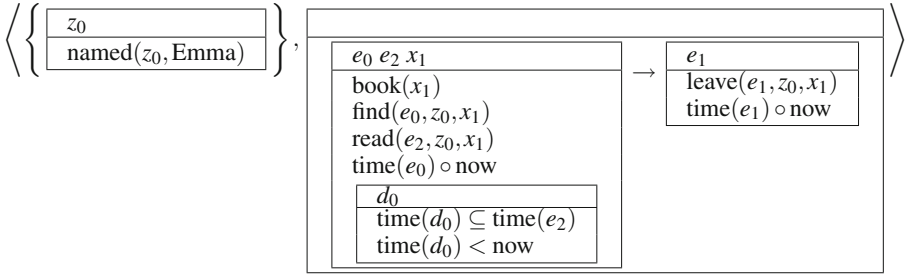 z₀
named(z₀, Emma)
e₀ e₂ x₁
book(x₁)
find(e₀, z₀, x₁)
read(e₂, z₀, x₁)
time(e₀) ∘ now
d₀
time(d₀) ⊆ time(e₂)
time(d₀) < now
→
e₁
leave(e₁, z₀, x₁)
time(e₁) ∘ now